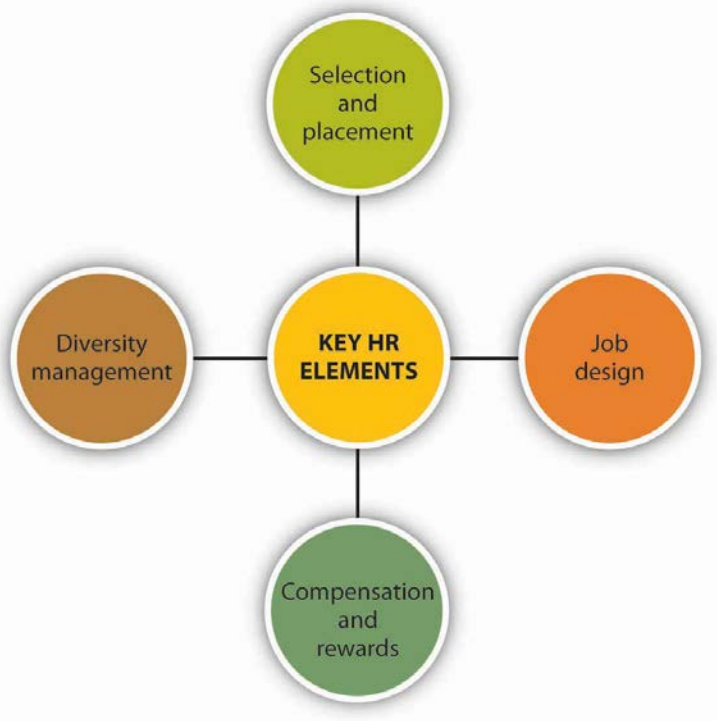 Selection
and
placement
Diversity
management
KEY HR
ELEMENTS
Job
design
Compensation
and
rewards